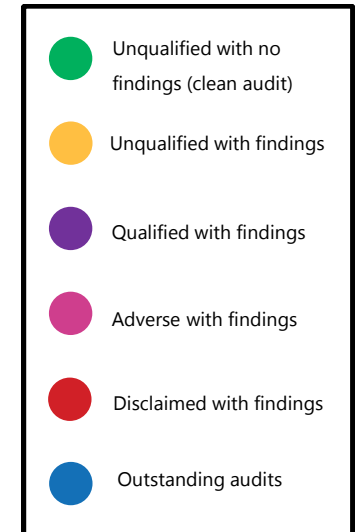 Unqualified with no
findings (clean audit)
Unqualified with findings
Qualified with findings
Adverse with findings
Disclaimed with findings
Outstanding audits